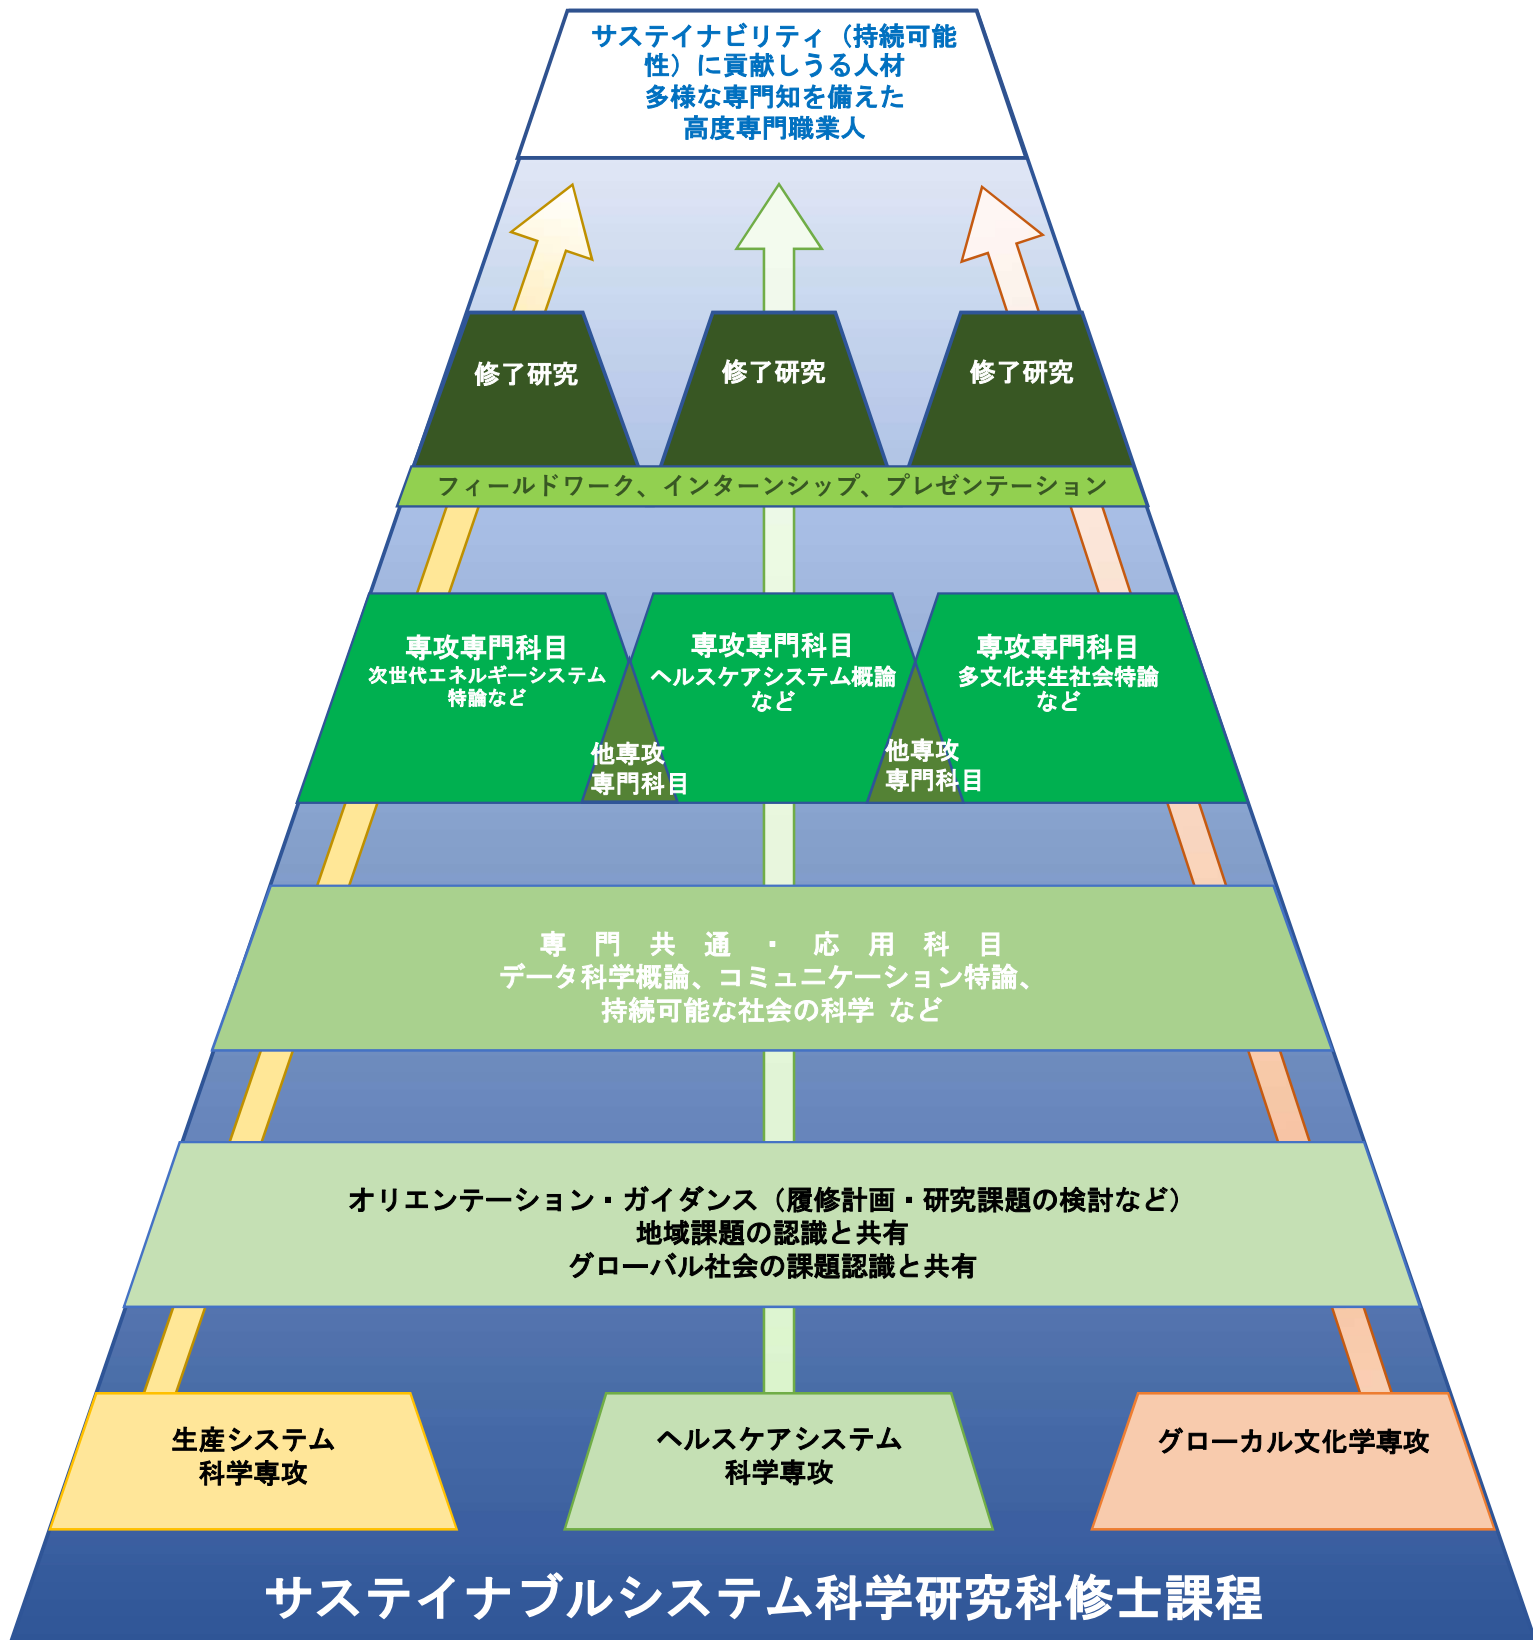 サステイナビリティ（持続可能
性）に貢献しうる人材
多様な専門知を備えた
高度専門職業人
修了研究
修了研究
修了研究
フィールドワーク、インターンシップ、プレゼンテーション
専攻専門科目
次世代エネルギーシステム
特論など
専攻専門科目
ヘルスケアシステム概論
など
専攻専門科目
多文化共生社会特論
など
他専攻
専門科目
他専攻
専門科目
専　門　共　通　・　応　用　科　目
データ科学概論、コミュニケーション特論、
持続可能な社会の科学 など
オリエンテーション・ガイダンス（履修計画・研究課題の検討など）
地域課題の認識と共有
グローバル社会の課題認識と共有
生産システム
科学専攻
ヘルスケアシステム
科学専攻
グローカル文化学専攻
サステイナブルシステム科学研究科修士課程